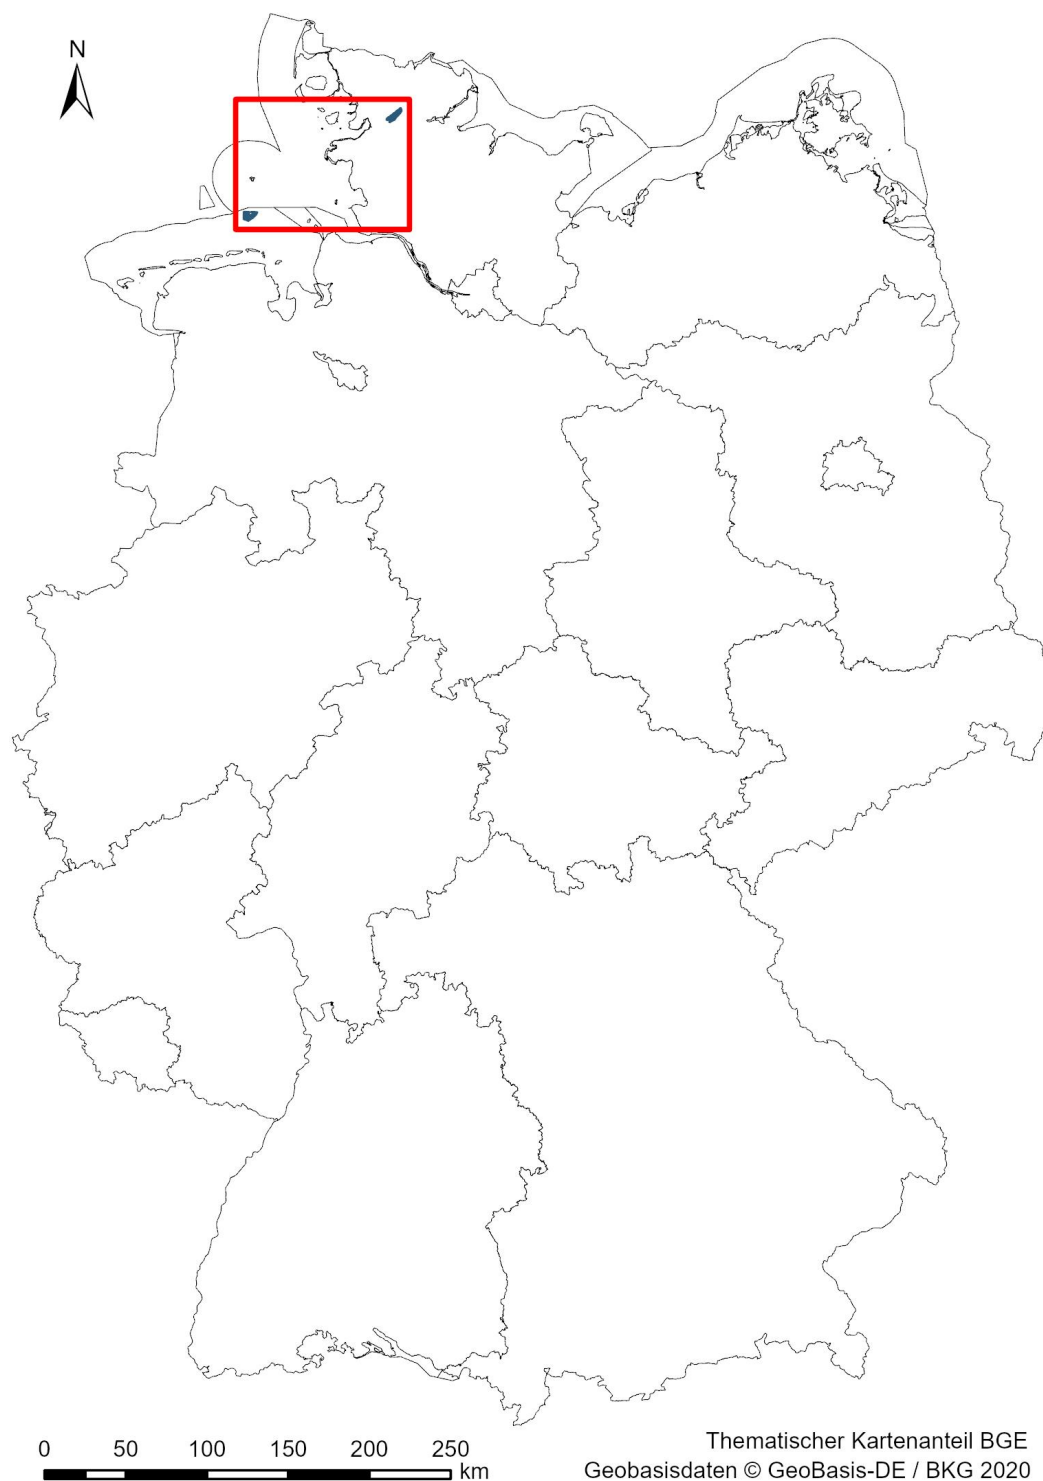 N
0 50 100 150 200 250
km
Thematischer Kartenanteil BGE
Geobasisdaten © GeoBasis-DE / BKG 2020